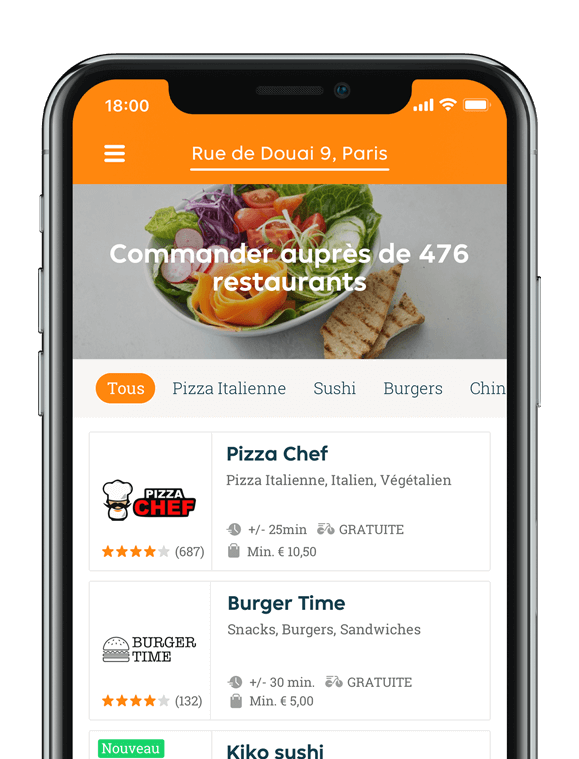 18:00
Rue de Douai 9, Paris
Commander auprès de 476
restaurants
Tous Pizza Italienne Sushi Burgers Chin
Pizza Chef
Pizza Italienne, Italien, Végétalien
PIZZA
CHEF
+/- 25min GRATUITE
(687) Min. € 10,50
Burger Time
Snacks, Burgers, Sandwiches
BURGER
TIME
+/- 30 min. GRATUITE
(132) Min. € 5,00
Nouveau
Kiko sushi